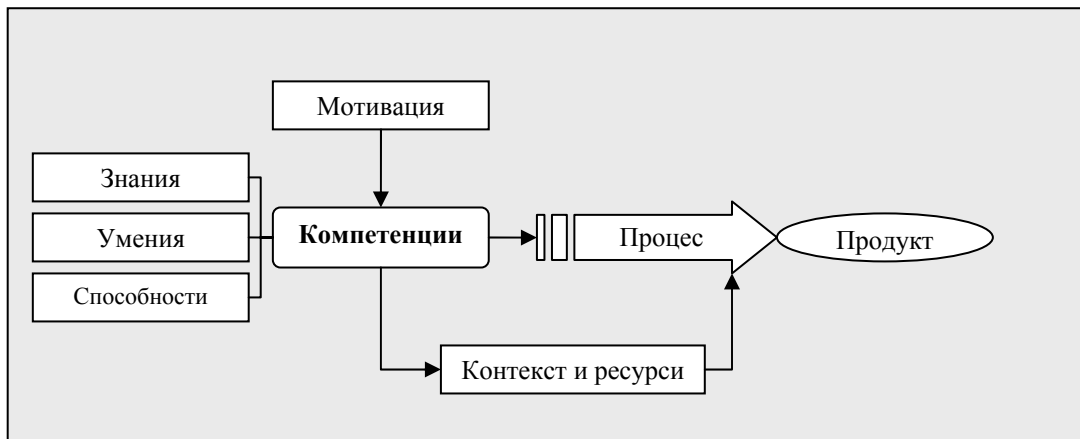 Мотивация
Знания
Умения
Способности
Компетенции
Процес
Продукт
Контекст и ресурси